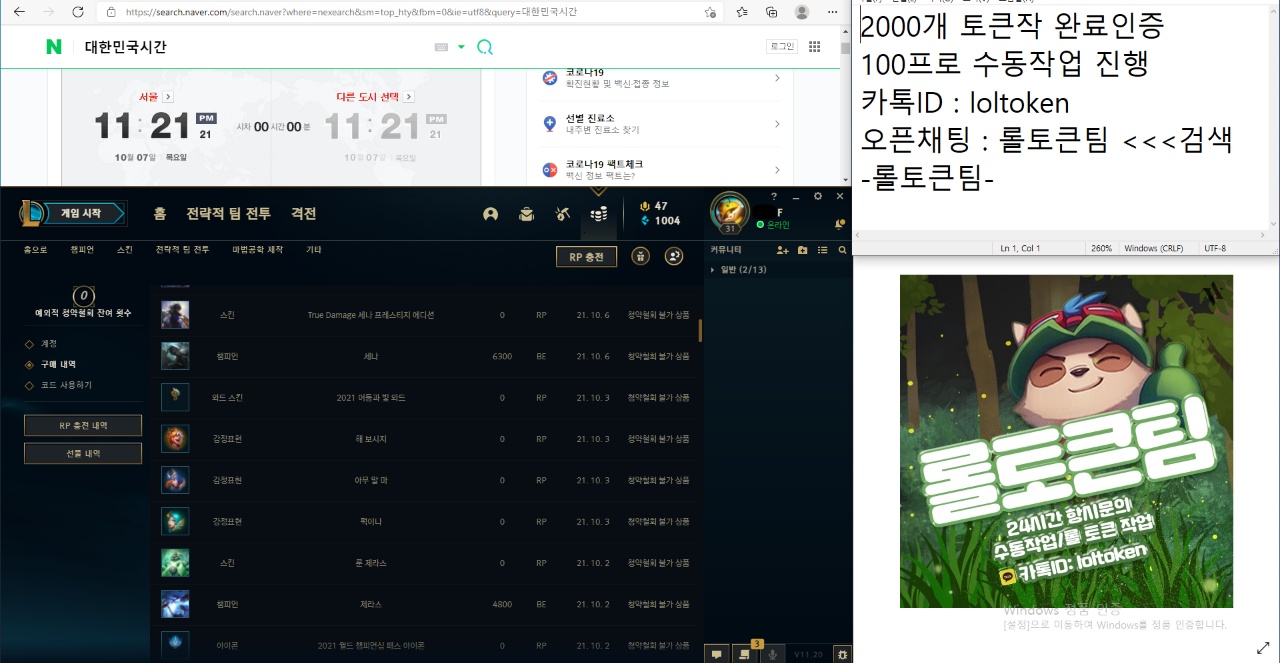 https://search.naver.com/search.naver?where=nexearch&sm=top_hty&fbm=0&ie=utf8&query=대한민국시간
N 대한민국시간
로그인
서울
다른 도시 선택
11:21 PM 21
시차 00시간 00분
11:21 PM 21
10월 07일 목요일
10월 07일 목요일
코로나19
확진현황 및 백신·접종 정보
선별 진료소
내주변 진료소 찾기
코로나19 팩트체크
백신 정보 팩트는?
2000개 토큰작 완료인증
100프로 수동작업 진행
카톡ID : loltoken
오픈채팅 : 롤토큰팀 <<<검색
-롤토큰팀-
Ln 1, Col 1 260% Windows (CRLF) UTF-8
게임 시작 홈 전략적 팀 전투 격전
47
1004
31
F
온라인
홈으로 챔피언 스킨 전략적 팀 전투 마법공학 제작 기타
RP 충전
커뮤니티
일반 (2/13)
0
예외적 청약철회 잔여 횟수
계정
구매 내역
코드 사용하기
RP 충전 내역
선물 내역
스킨 True Damage 세나 프레스티지 에디션 0 RP 21. 10. 6 청약철회 불가 상품
챔피언 세나 6300 BE 21. 10. 6 청약철회 불가 상품
와드 스킨 2021 어둠과 빛 와드 0 RP 21. 10. 3 청약철회 불가 상품
감정표현 해 보시지 0 RP 21. 10. 3 청약철회 불가 상품
감정표현 아무 말 마 0 RP 21. 10. 3 청약철회 불가 상품
감정표현 퍽이나 0 RP 21. 10. 3 청약철회 불가 상품
스킨 룬 제라스 0 RP 21. 10. 2 청약철회 불가 상품
챔피언 제라스 4800 BE 21. 10. 2 청약철회 불가 상품
아이콘 2021 월드 챔피언십 패스 아이콘 0 RP 21. 10. 2 청약철회 불가 상품
3
V11.20
롤토큰팀
24시간 항시문의
수동작업/롤 토큰 작업
카톡ID: loltoken
Windows 정품 인증
[설정]으로 이동하여 Windows를 정품 인증합니다.